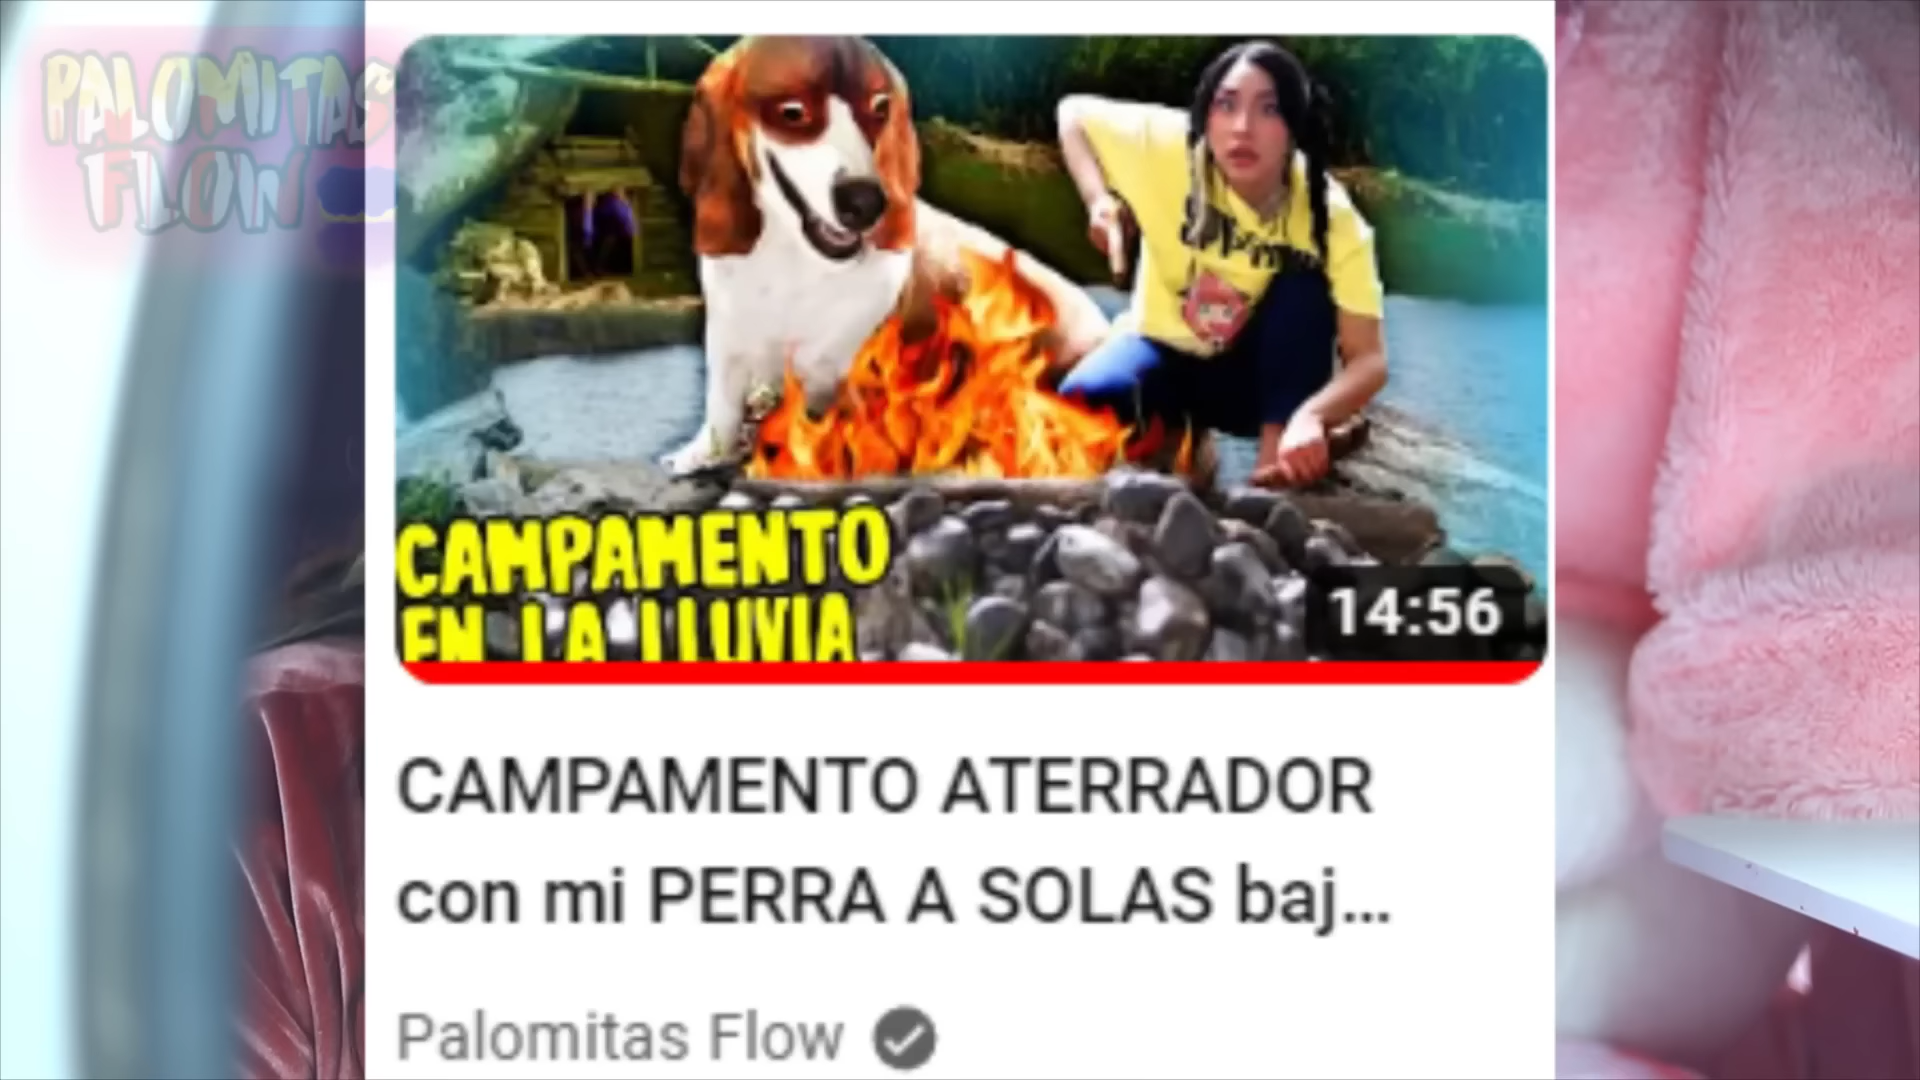 PALOMITAS
FLOW
CAMPAMENTO
EN LA LLUVIA
14:56
CAMPAMENTO ATERRADOR
con mi PERRA A SOLAS baj...
Palomitas Flow